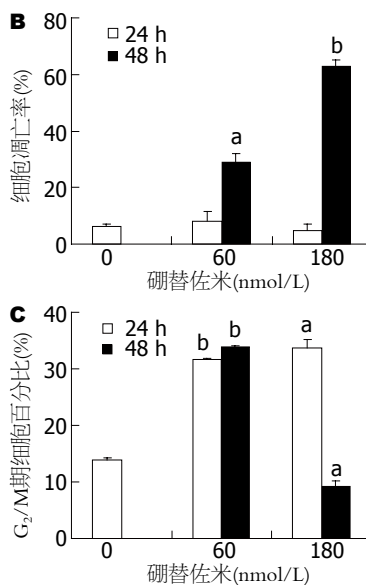 B
24 h
48 h
细胞凋亡率(%)
80
60
40
20
0
a
b
0 60 180
硼替佐米(nmol/L)
C
24 h
48 h
G₂/M期细胞百分比(%)
40
30
20
10
0
b b a
a
0 60 180
硼替佐米(nmol/L)